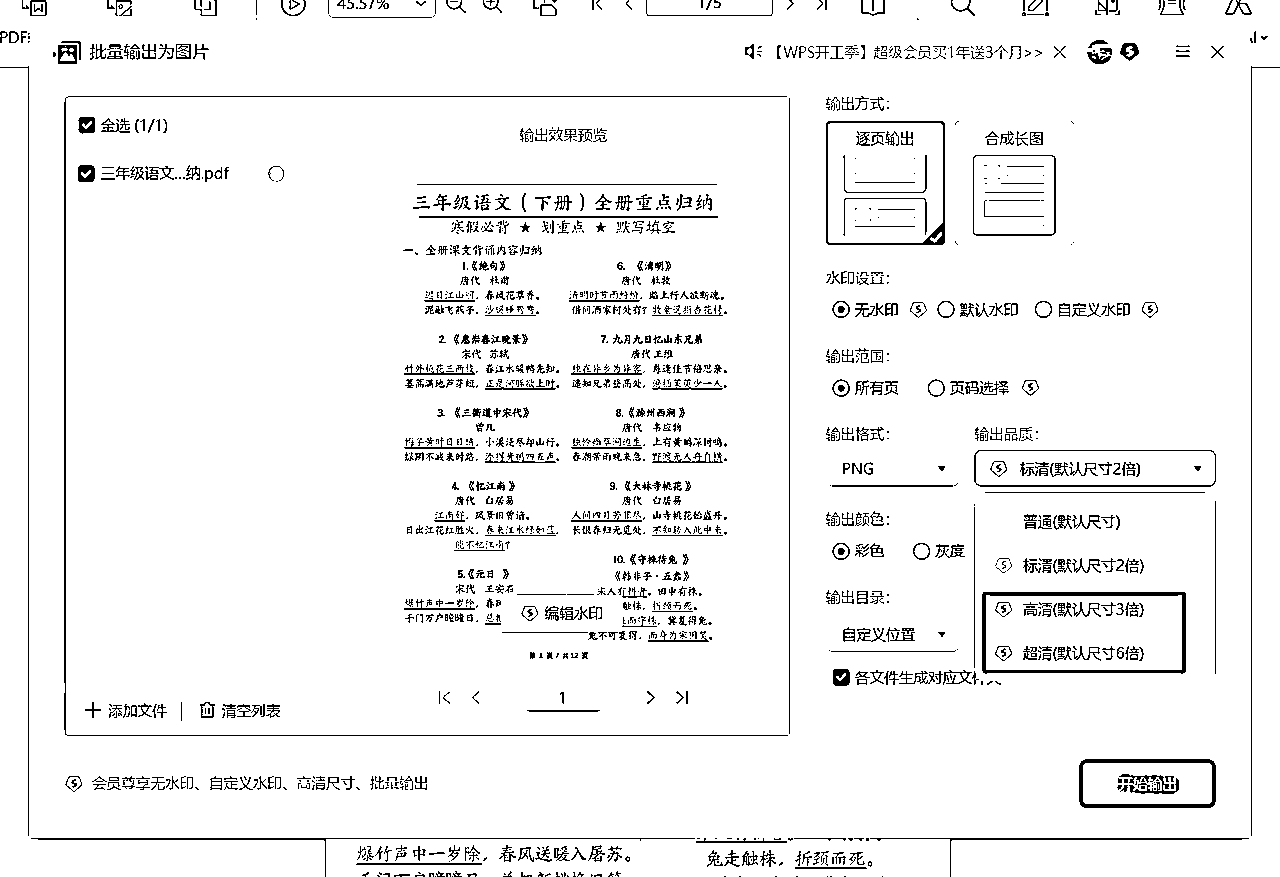 45.57%
1/5
PDF
批量输出为图片
【WPS开工季】超级会员买1年送3个月>>
全选 (1/1)
三年级语文...纳.pdf
输出效果预览
三年级语文（下册）全册重点归纳
寒假必背 ★ 划重点 ★ 默写填空
一、全册课文背诵内容归纳
1.《绝句》
唐代 杜甫
迟日江山丽，春风花草香。
泥融飞燕子，沙暖睡鸳鸯。
2.《惠崇春江晚景》
宋代 苏轼
竹外桃花三两枝，春江水暖鸭先知。
蒌蒿满地芦芽短，正是河豚欲上时。
3.《三衢道中宋代》
曾几
梅子黄时日日晴，小溪泛尽却山行。
绿阴不减来时路，添得黄鹂四五声。
4.《忆江南》
唐代 白居易
江南好，风景旧曾谙。
日出江花红胜火，春来江水绿如蓝。
能不忆江南？
5.《元日 》
宋代 王安石
爆竹声中一岁除，春
千门万户曈曈日，总
6. 《清明》
唐代 杜牧
清明时节雨纷纷，路上行人欲断魂。
借问酒家何处有？牧童遥指杏花村。
7. 九月九日忆山东兄弟
唐代 王维
独在异乡为异客，每逢佳节倍思亲。
遥知兄弟登高处，遍插茱萸少一人。
8.《滁州西涧 》
唐代 韦应物
独怜幽草涧边生，上有黄鹂深树鸣。
春潮带雨晚来急，野渡无人舟自横。
9.《大林寺桃花 》
唐代 白居易
人间四月芳菲尽，山寺桃花始盛开。
长恨春归无觅处，不知转入此中来。
10. 《守株待兔 》
《韩非子·五蠹》
宋人有耕者。田中有株。
触株，折颈而死。
而守株，冀复得兔。
兔不可复得，而身为宋国笑。
编辑水印
第 1 页 / 共 12 页
1
添加文件
清空列表
会员尊享无水印、自定义水印、高清尺寸、批量输出
输出方式：
逐页输出
合成长图
水印设置：
无水印
默认水印
自定义水印
输出范围：
所有页
页码选择
输出格式：
输出品质：
PNG
标清(默认尺寸2倍)
普通(默认尺寸)
标清(默认尺寸2倍)
高清(默认尺寸3倍)
超清(默认尺寸6倍)
输出颜色：
彩色
灰度
输出目录：
自定义位置
各文件生成对应文件夹
开始输出
爆竹声中一岁除，春风送暖入屠苏。
兔走触株，折颈而死。